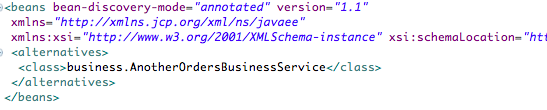 <beans bean-discovery-mode="annotated" version="1.1"
xmlns="http://xmlns.jcp.org/xml/ns/javaee"
xmlns:xsi="http://www.w3.org/2001/XMLSchema-instance" xsi:schemaLocation="ht
<alternatives>
<class>business.AnotherOrdersBusinessService</class>
</alternatives>
</beans>